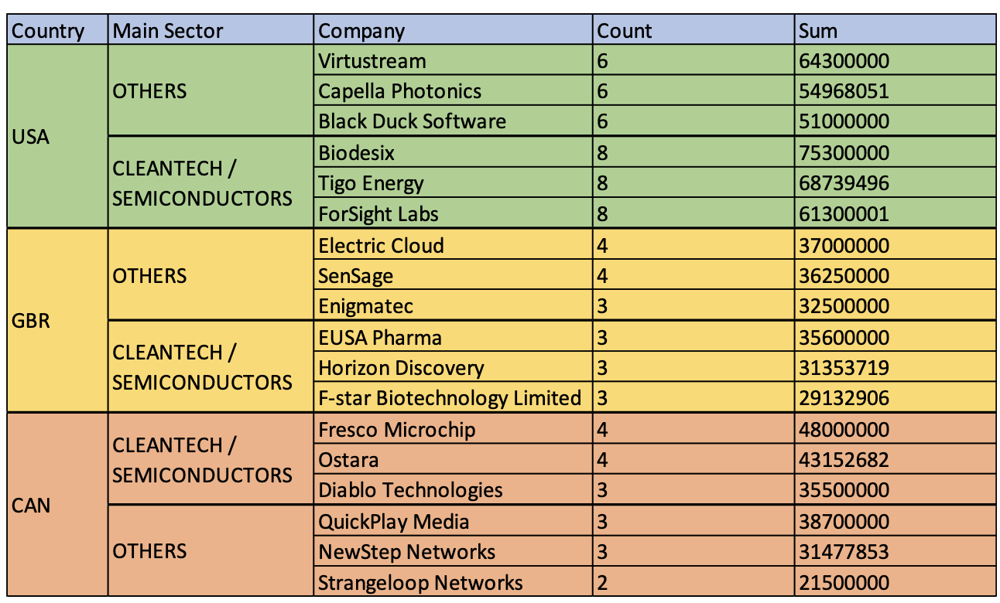 Country Main Sector Company Count Sum
USA OTHERS Virtustream 6 64300000
Capella Photonics 6 54968051
Black Duck Software 6 51000000
CLEANTECH / SEMICONDUCTORS Biodesix 8 75300000
Tigo Energy 8 68739496
ForSight Labs 8 61300001
GBR OTHERS Electric Cloud 4 37000000
SenSage 4 36250000
Enigmatec 3 32500000
CLEANTECH / SEMICONDUCTORS EUSA Pharma 3 35600000
Horizon Discovery 3 31353719
F-star Biotechnology Limited 3 29132906
CAN CLEANTECH / SEMICONDUCTORS Fresco Microchip 4 48000000
Ostara 4 43152682
Diablo Technologies 3 35500000
OTHERS QuickPlay Media 3 38700000
NewStep Networks 3 31477853
Strangeloop Networks 2 21500000